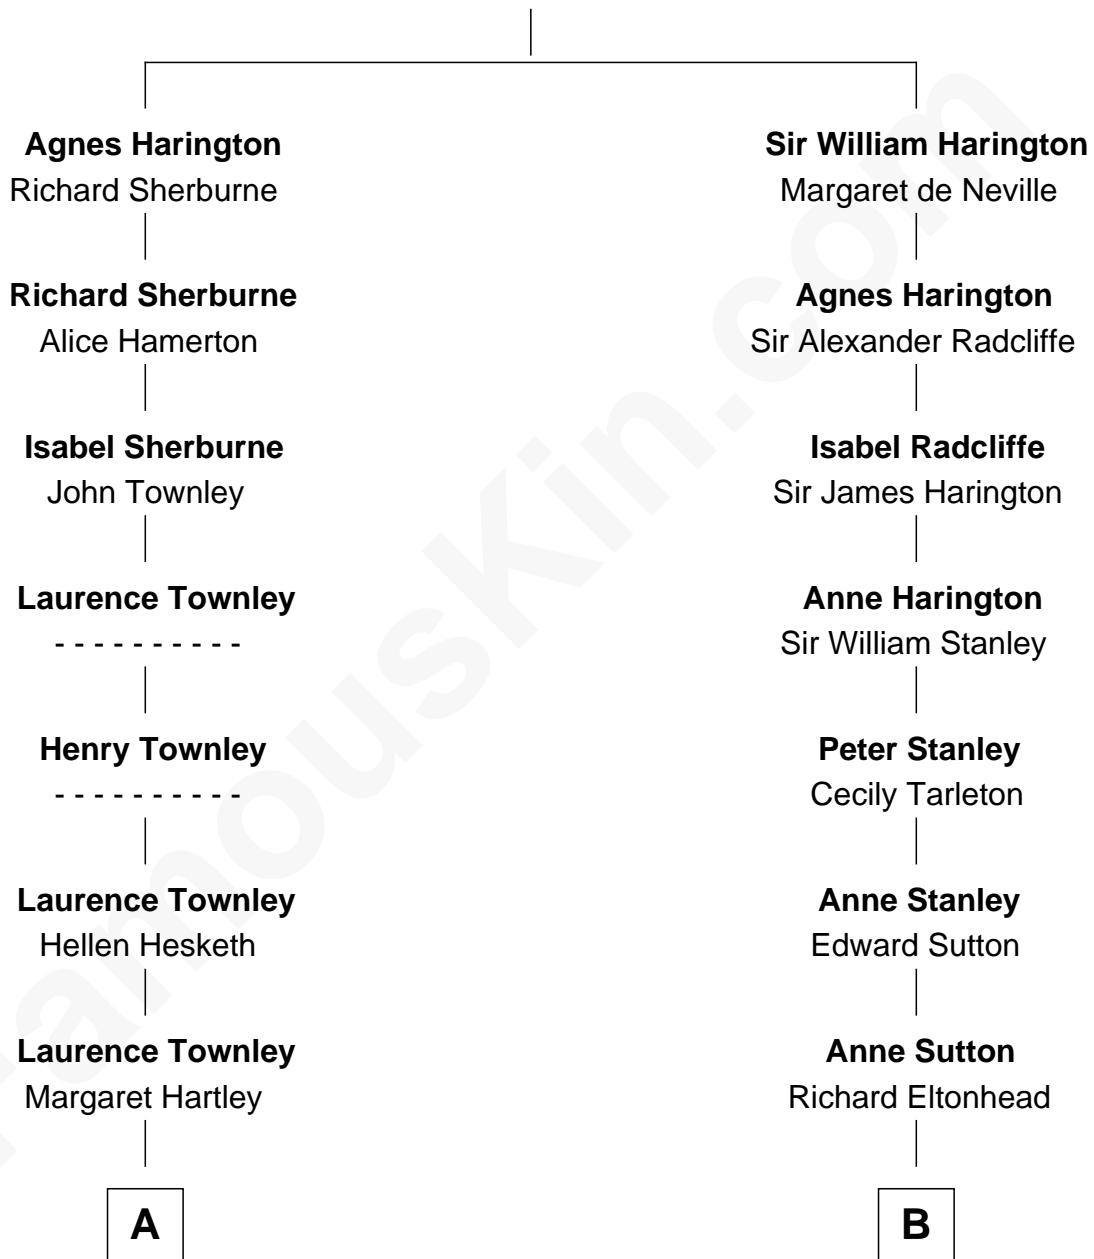 Agnes Harington
Richard Sherburne
Richard Sherburne
Alice Hamerton
Isabel Sherburne
John Townley
Laurence Townley
- - - - - - - - - -
Henry Townley
- - - - - - - - - -
Laurence Townley
Hellen Hesketh
Laurence Townley
Margaret Hartley
A
Sir William Harington
Margaret de Neville
Agnes Harington
Sir Alexander Radcliffe
Isabel Radcliffe
Sir James Harington
Anne Harington
Sir William Stanley
Peter Stanley
Cecily Tarleton
Anne Stanley
Edward Sutton
Anne Sutton
Richard Eltonhead
B
FamousKin.com